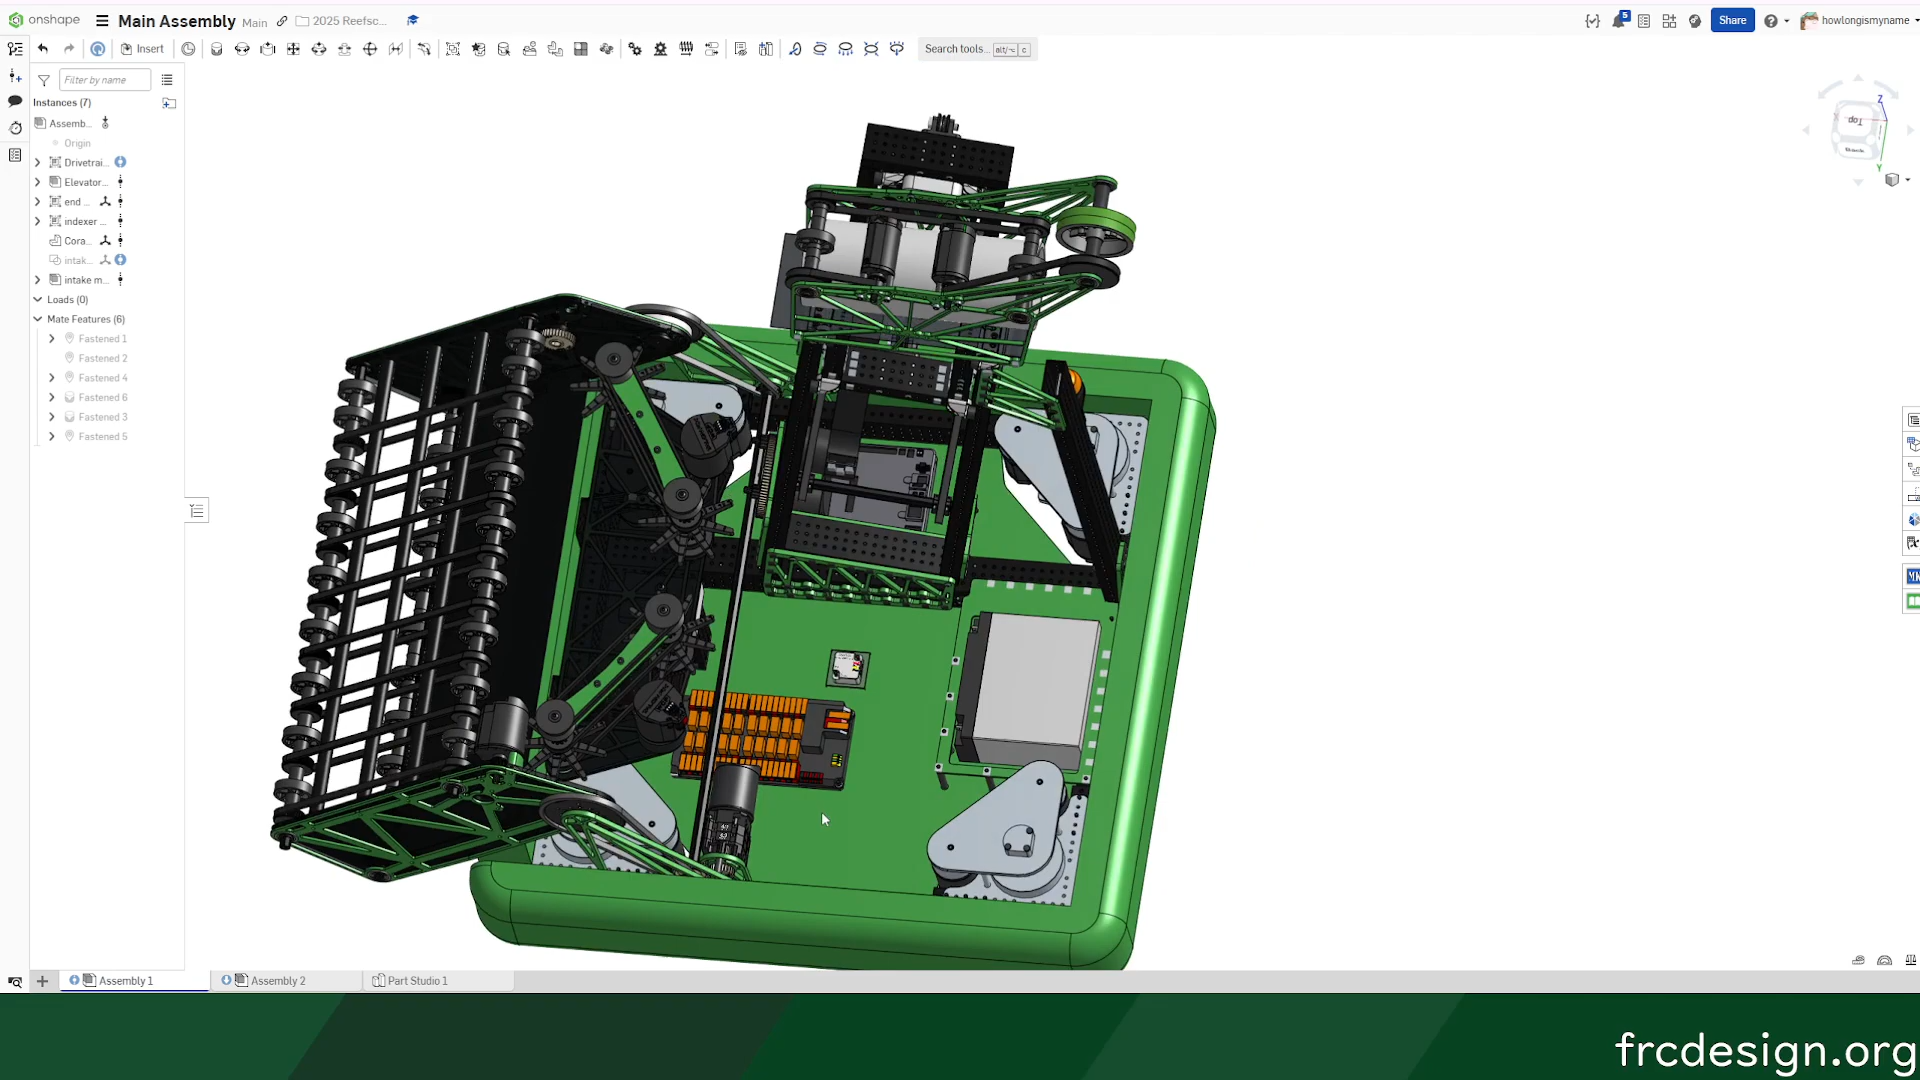 onshape
Main Assembly
Main
2025 Reefsc...
5
Share
howlongismyname
Insert
Search tools...
alt/⌥
c
Filter by name
Instances (7)
Assemb...
Origin
Drivetrai...
Elevator...
end ...
indexer ...
Cora...
intak...
intake m...
Loads (0)
Mate Features (6)
Fastened 1
Fastened 2
Fastened 4
Fastened 6
Fastened 3
Fastened 5
Top
Z
Y
Assembly 1
Assembly 2
Part Studio 1
frcdesign.org